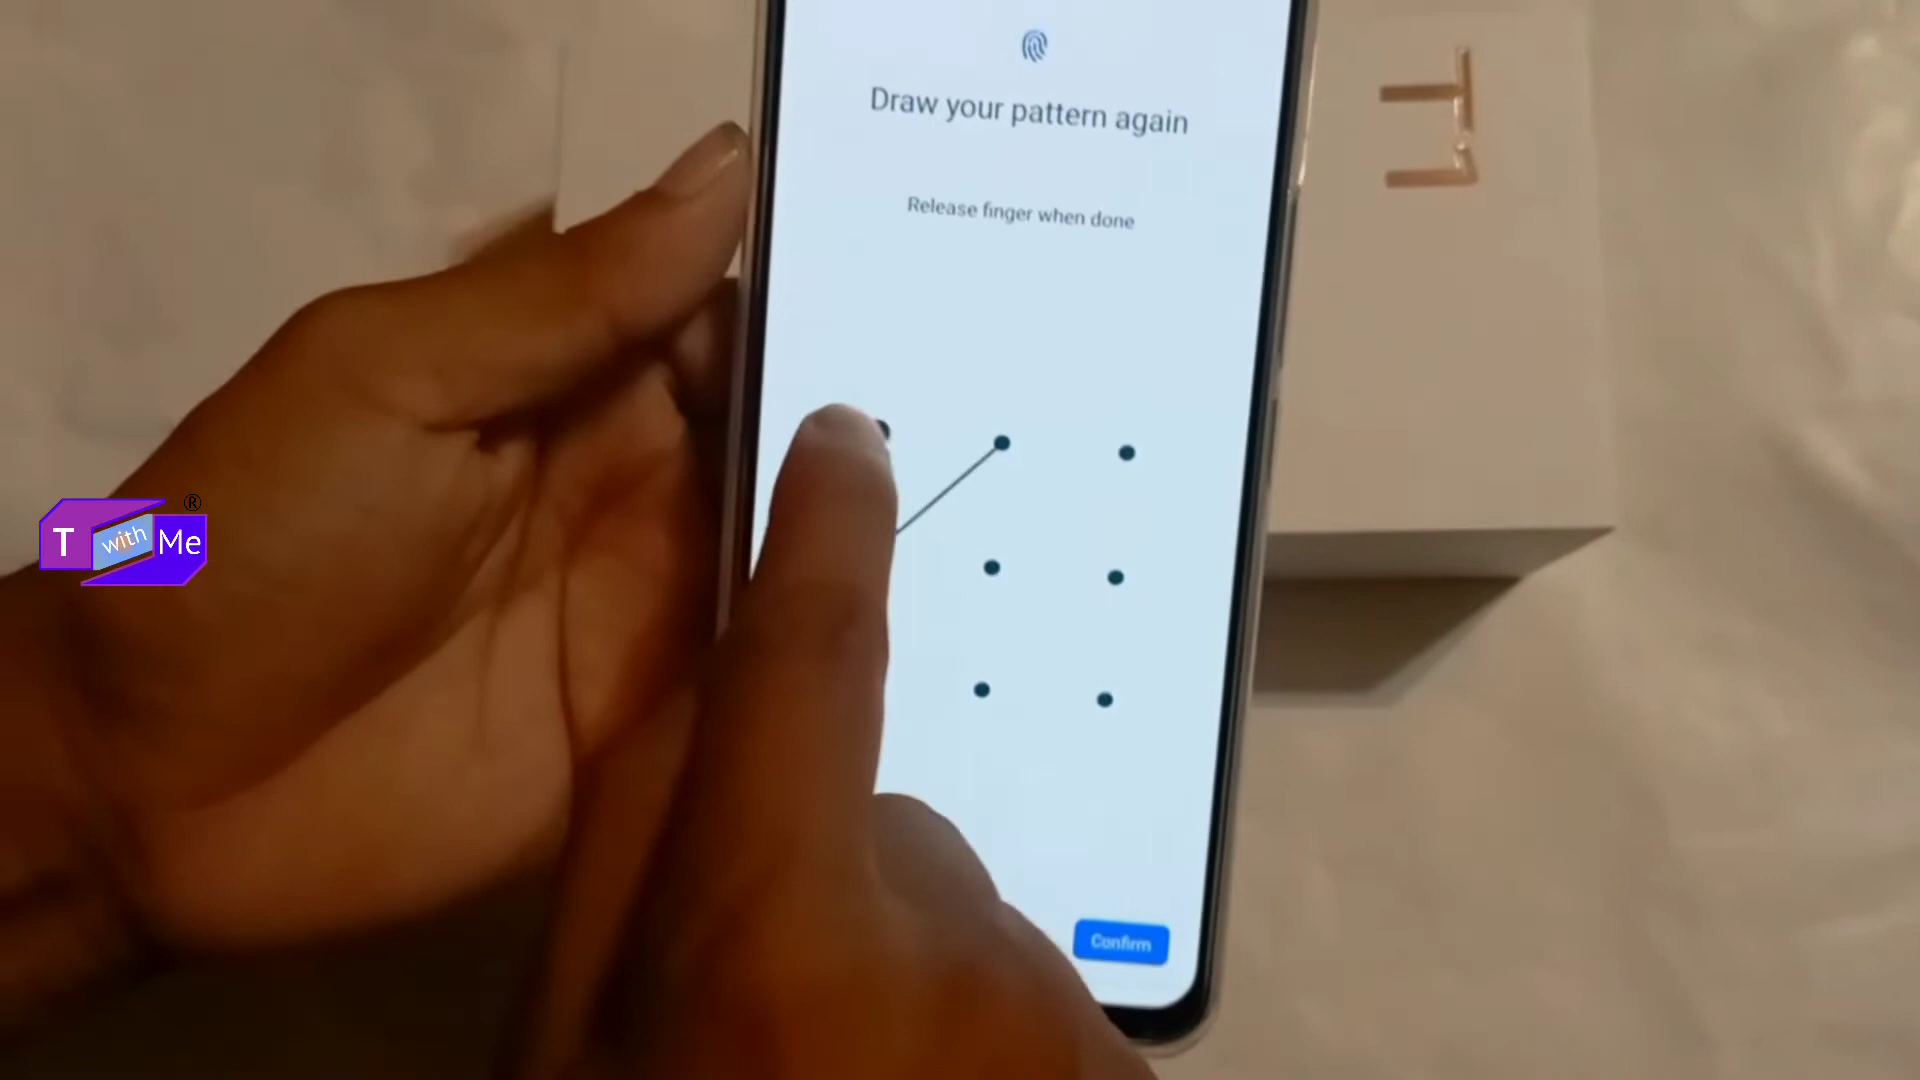 Draw your pattern again
Release finger when done
®
T with Me
Confirm